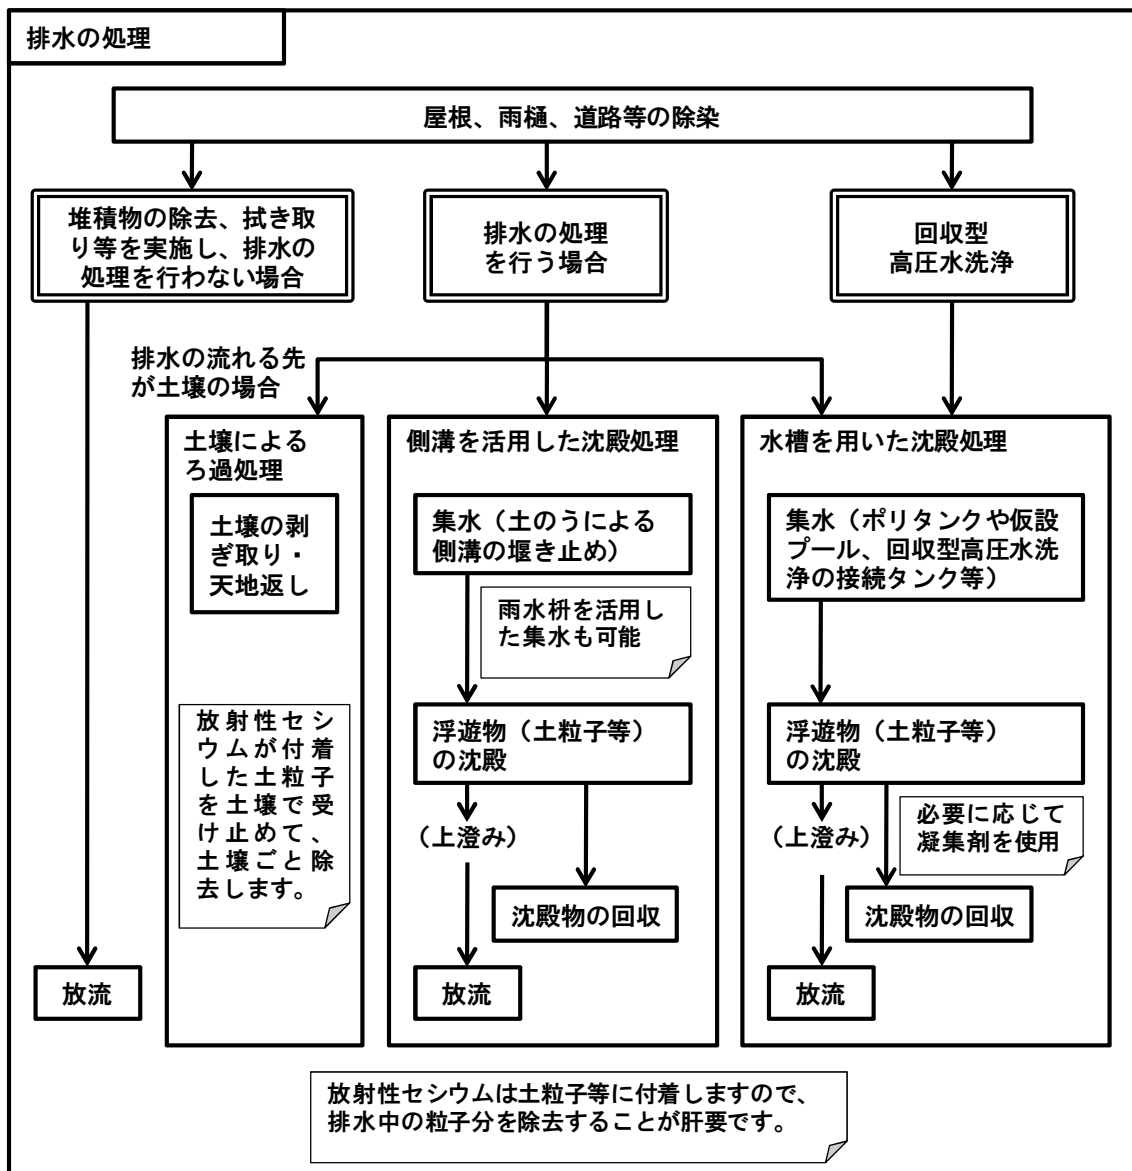 排水の処理
屋根、雨樋、道路等の除染
堆積物の除去、拭き取
り等を実施し、排水の
処理を行わない場合
排水の処理
を行う場合
回収型
高圧水洗浄
排水の流れる先
が土壌の場合
土壌による
ろ過処理
土壌の剥
ぎ取り・
天地返し
放射性セシ
ウムが付着
した土粒子
を土壌で受
け止めて、
土壌ごと除
去します。
側溝を活用した沈殿処理
集水（土のうによる
側溝の堰き止め）
雨水枡を活用し
た集水も可能
浮遊物（土粒子等）
の沈殿
（上澄み）
沈殿物の回収
放流
水槽を用いた沈殿処理
集水（ポリタンクや仮設
プール、回収型高圧水洗
浄の接続タンク等）
浮遊物（土粒子等）
の沈殿
必要に応じて
凝集剤を使用
（上澄み）
沈殿物の回収
放流
放流
放射性セシウムは土粒子等に付着しますので、
排水中の粒子分を除去することが肝要です。